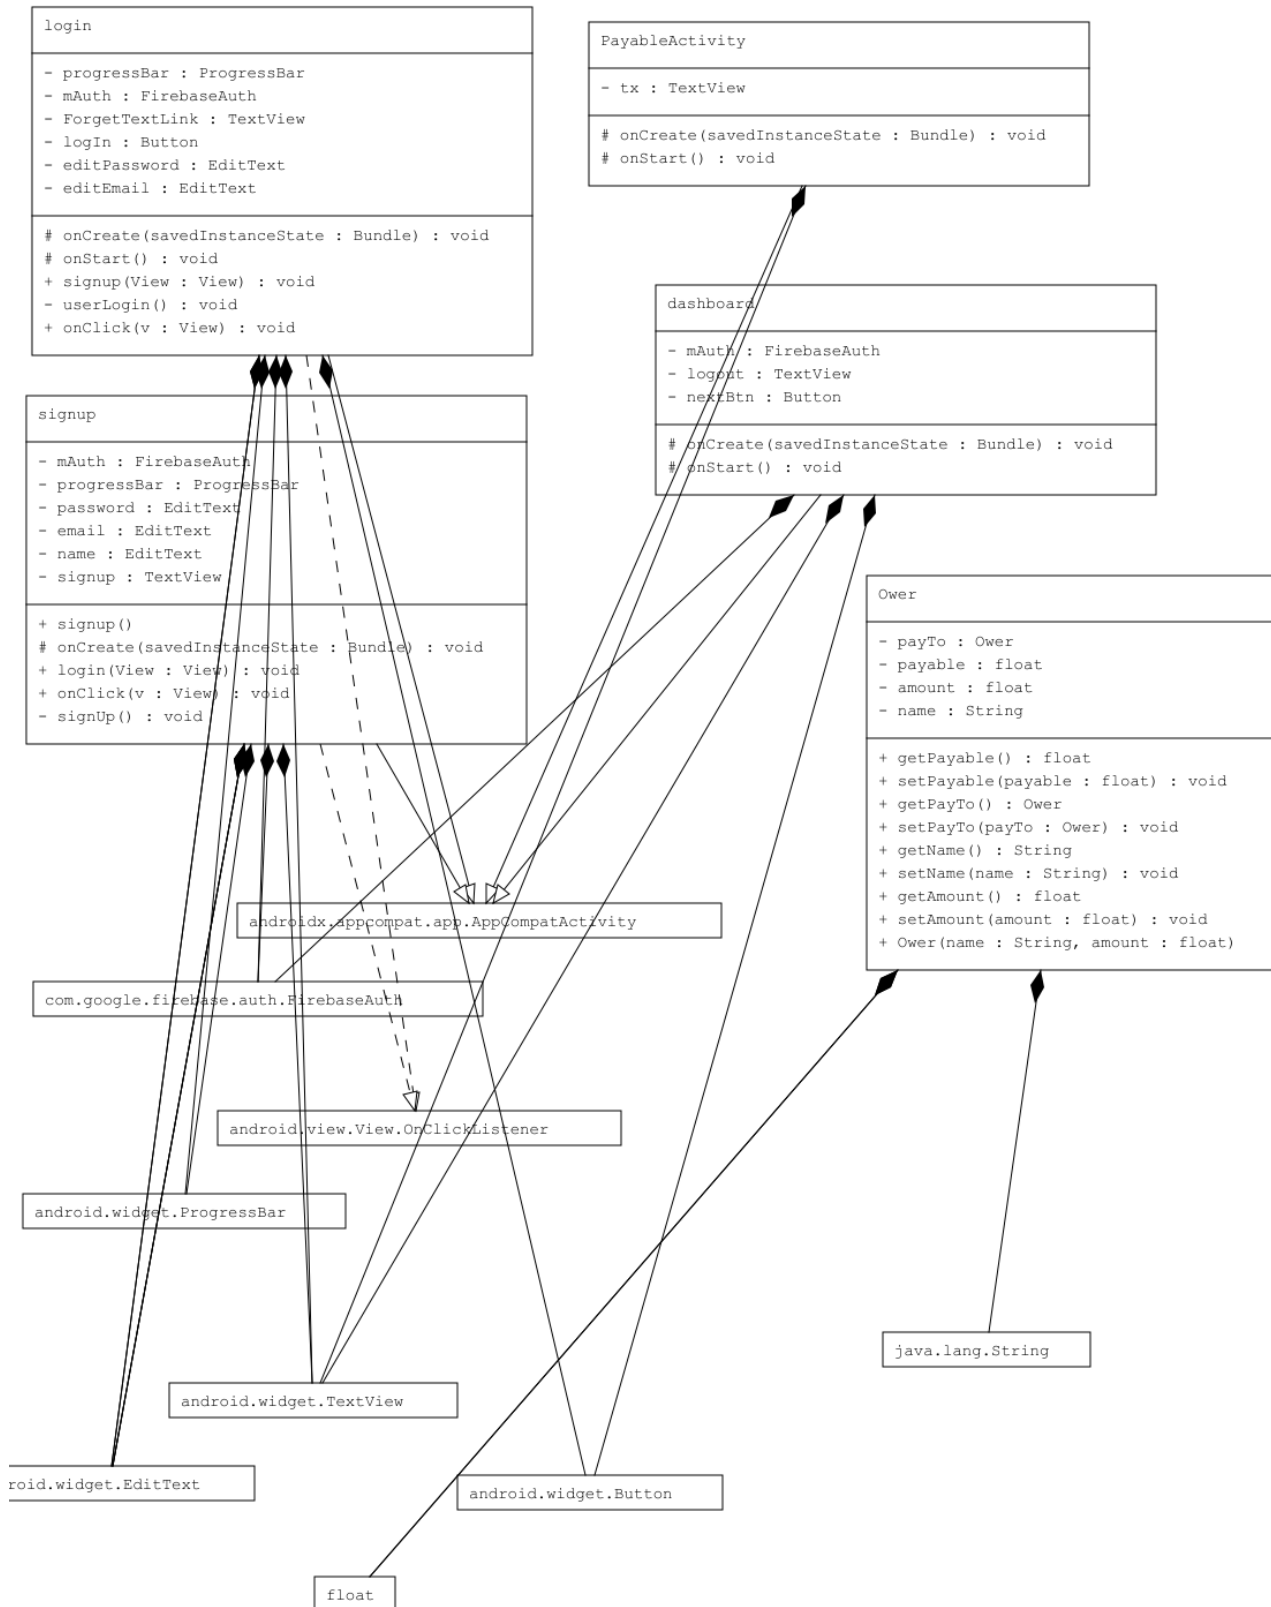 login
- progressBar : ProgressBar
- mAuth : FirebaseAuth
- ForgetTextLink : TextView
- logIn : Button
- editPassword : EditText
- editEmail : EditText
# onCreate(savedInstanceState : Bundle) : void
# onStart() : void
+ signup(View : View) : void
- userLogin() : void
+ onClick(v : View) : void
PayableActivity
- tx : TextView
# onCreate(savedInstanceState : Bundle) : void
# onStart() : void
dashboard
- mAuth : FirebaseAuth
- logout : TextView
- nextBtn : Button
# onCreate(savedInstanceState : Bundle) : void
# onStart() : void
signup
- mAuth : FirebaseAuth
- progressBar : ProgressBar
- password : EditText
- email : EditText
- name : EditText
- signup : TextView
+ signup()
# onCreate(savedInstanceState : Bundle) : void
+ login(View : View) : void
+ onClick(v : View) : void
- signUp() : void
Ower
- payTo : Ower
- payable : float
- amount : float
- name : String
+ getPayable() : float
+ setPayable(payable : float) : void
+ getPayTo() : Ower
+ setPayTo(payTo : Ower) : void
+ getName() : String
+ setName(name : String) : void
+ getAmount() : float
+ setAmount(amount : float) : void
+ Ower(name : String, amount : float)
androidx.appcompat.app.AppCompatActivity
com.google.firebase.auth.FirebaseAuth
android.view.View.OnClickListener
android.widget.ProgressBar
java.lang.String
android.widget.TextView
roid.widget.EditText
android.widget.Button
float